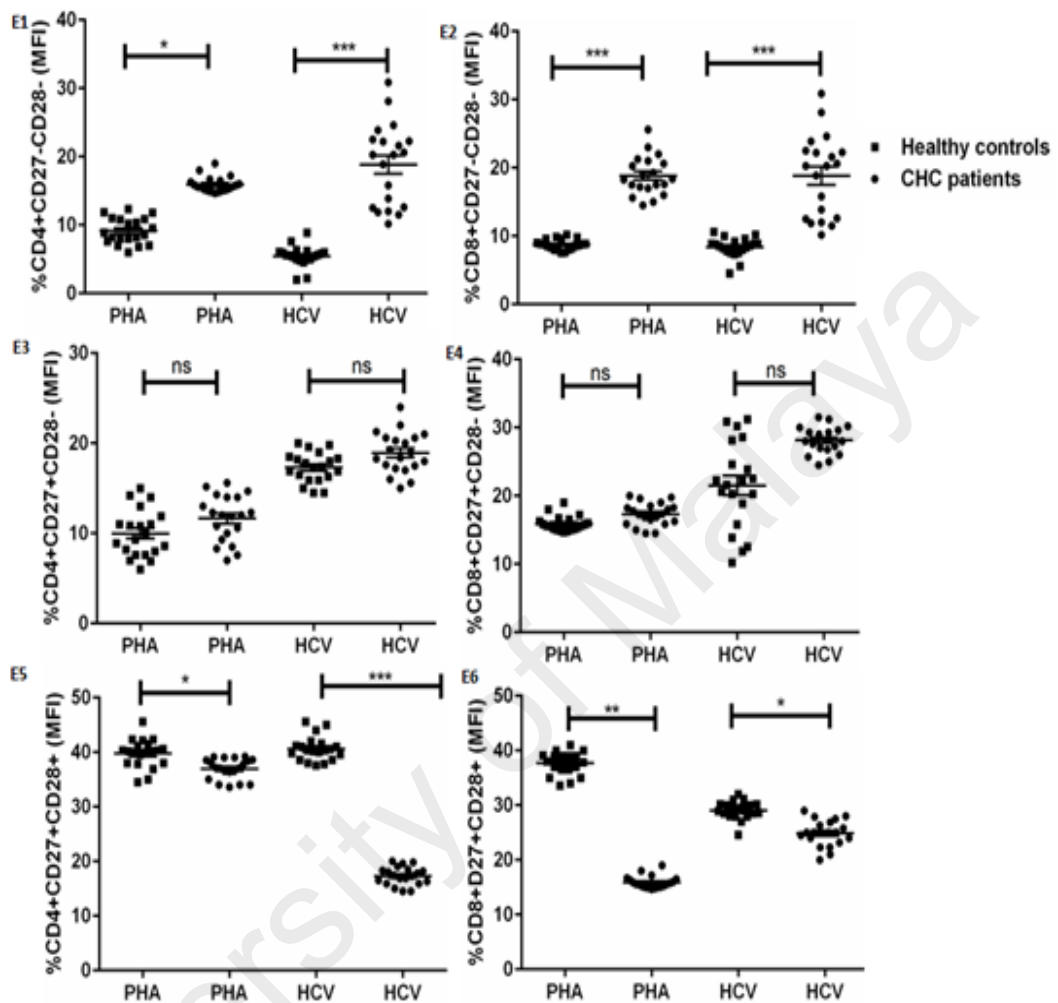 E1
%CD4+CD27-CD28- (MFI)
40
30
20
10
0
*
***
PHA PHA HCV HCV
E2
%CD8+CD27-CD28- (MFI)
40
30
20
10
0
***
***
PHA PHA HCV HCV
Healthy controls
CHC patients
E3
%CD4+CD27+CD28- (MFI)
30
20
10
0
ns
ns
PHA PHA HCV HCV
E4
%CD8+CD27+CD28- (MFI)
40
30
20
10
0
ns
ns
PHA PHA HCV HCV
E5
%CD4+CD27+CD28+ (MFI)
50
40
30
20
10
0
*
***
PHA PHA HCV HCV
E6
%CD8+D27+CD28+ (MFI)
50
40
30
20
10
0
**
*
PHA PHA HCV HCV
ersity of Malaya